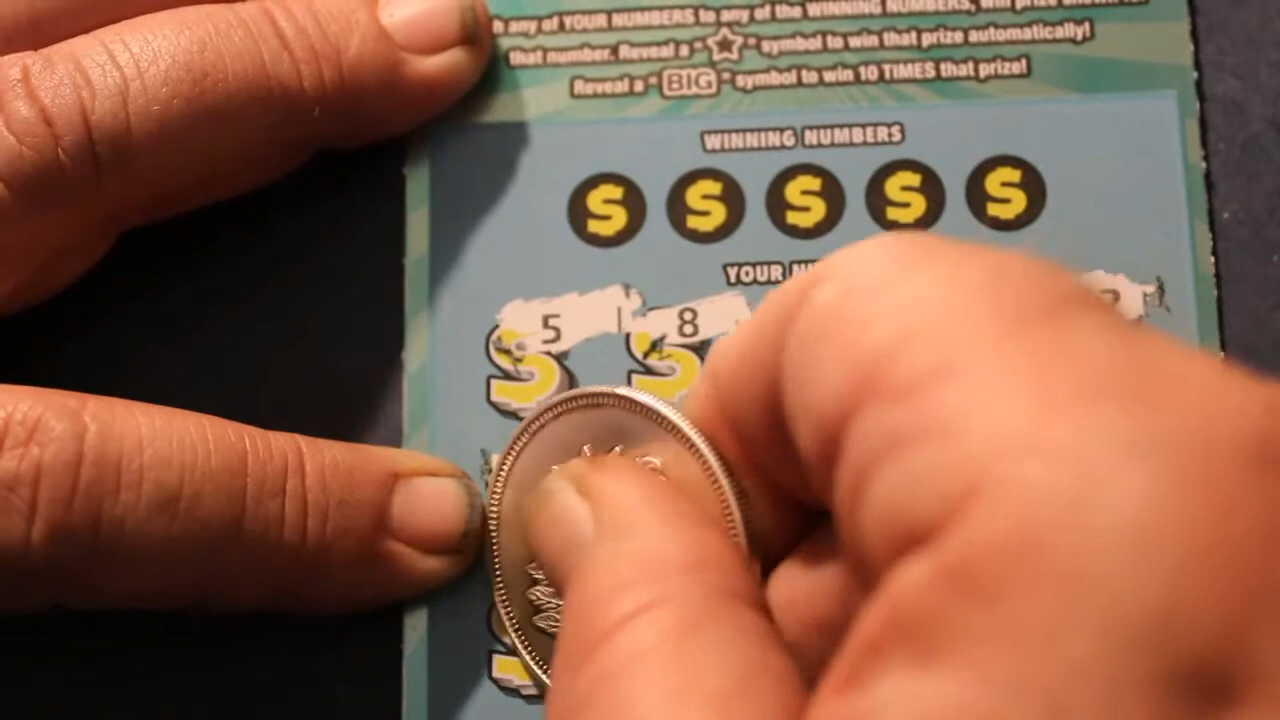 any of YOUR NUMBERS to any of the WINNING NUMBERS, win prize shown for
that number. Reveal a "☆" symbol to win that prize automatically!
Reveal a "BIG" symbol to win 10 TIMES that prize!
WINNING NUMBERS
$ $ $ $ $
YOUR
5 8